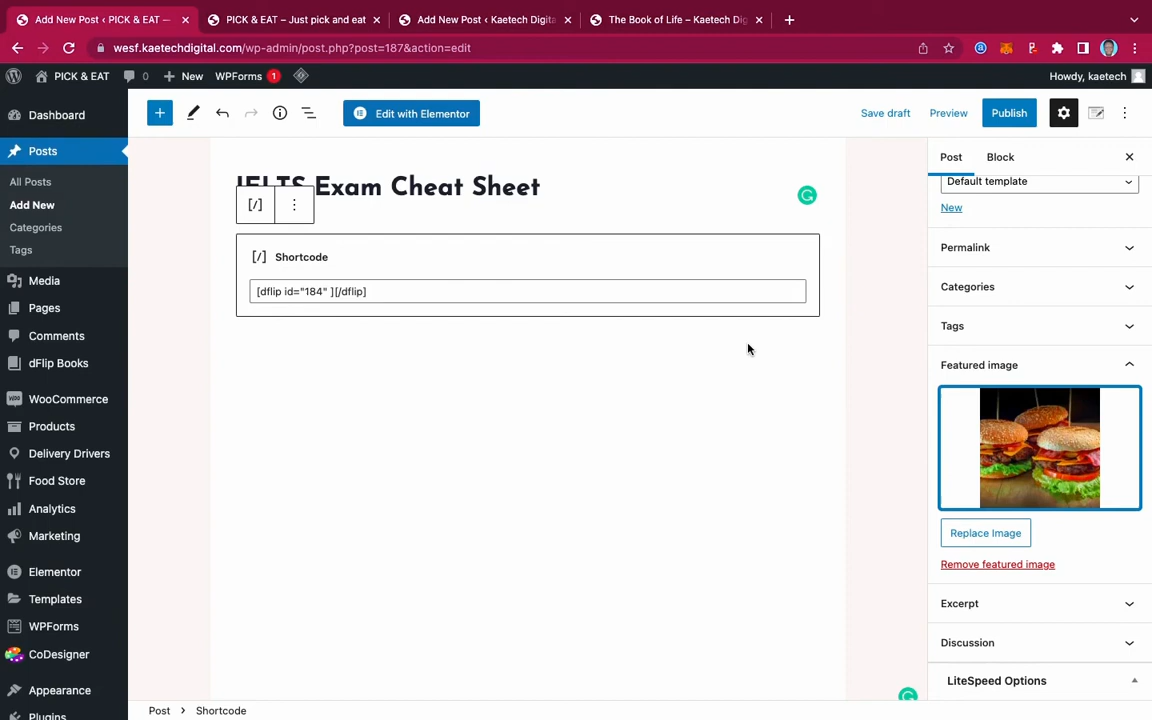 Add New Post ‹ PICK & EAT —
PICK & EAT – Just pick and eat
Add New Post ‹ Kaetech Digita
The Book of Life – Kaetech Dig
wesf.kaetechdigital.com/wp-admin/post.php?post=187&action=edit
PICK & EAT
0
New
WPForms 1
Howdy, kaetech
Dashboard
Posts
All Posts
Add New
Categories
Tags
Media
Pages
Comments
dFlip Books
WooCommerce
Products
Delivery Drivers
Food Store
Analytics
Marketing
Elementor
Templates
WPForms
CoDesigner
Appearance
Plugins
Edit with Elementor
Save draft
Preview
Publish
IELTS Exam Cheat Sheet
[/]
[/] Shortcode
[dflip id="184" ][/dflip]
Post
Block
Default template
New
Permalink
Categories
Tags
Featured image
Replace Image
Remove featured image
Excerpt
Discussion
LiteSpeed Options
Post › Shortcode